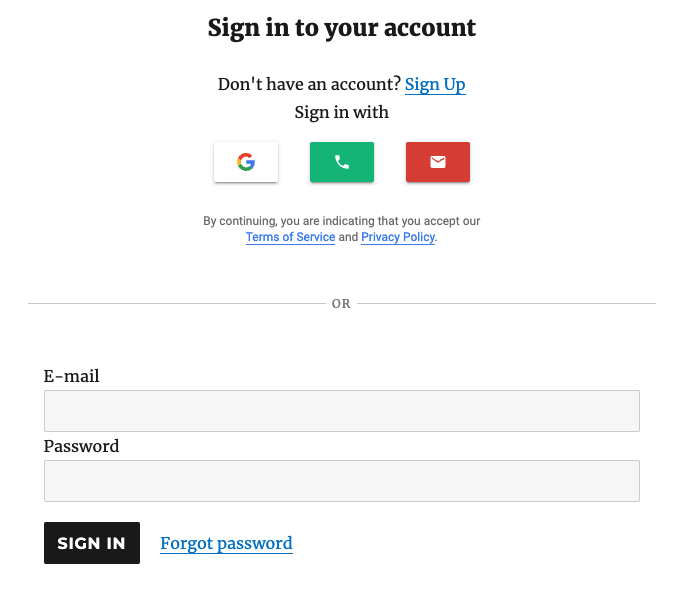 Sign in to your account
Don't have an account? Sign Up
Sign in with
By continuing, you are indicating that you accept our
Terms of Service and Privacy Policy.
OR
E-mail
Password
SIGN IN Forgot password